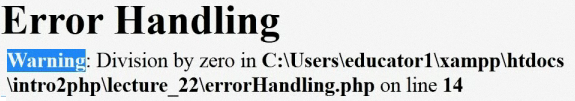 Error Handling
Warning: Division by zero in C:\Users\educator1\xampp\htdocs
\intro2php\lecture_22\errorHandling.php on line 14